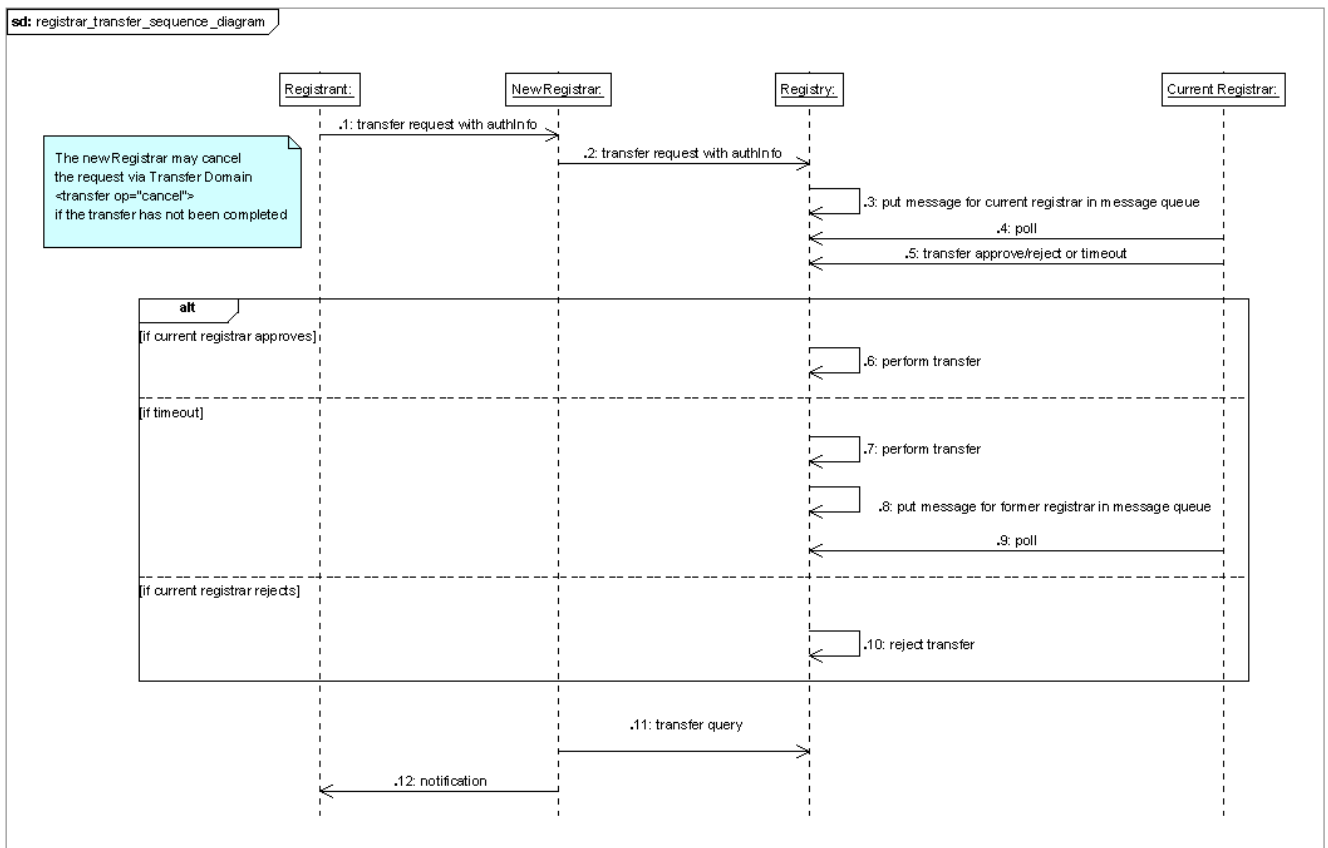 sd: registrar_transfer_sequence_diagram
Registrant:
New Registrar:
Registry:
Current Registrar:
.1: transfer request with authInfo
The new Registrar may cancel
the request via Transfer Domain
<transfer op="cancel">
if the transfer has not been completed
.2: transfer request with authInfo
.3: put message for current registrar in message queue
.4: poll
.5: transfer approve/reject or timeout
alt
[if current registrar approves]
.6: perform transfer
[if timeout]
.7: perform transfer
.8: put message for former registrar in message queue
.9: poll
[if current registrar rejects]
.10: reject transfer
.11: transfer query
.12: notification